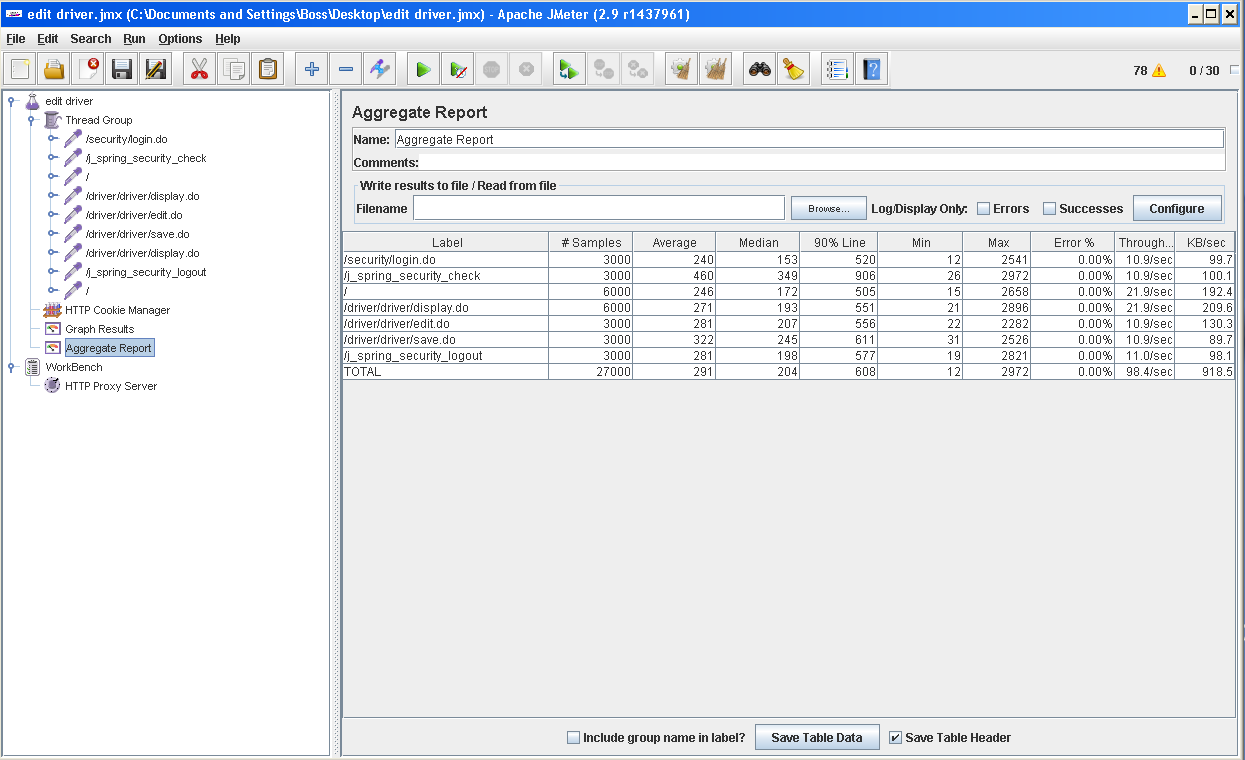 edit driver.jmx (C:\Documents and Settings\Boss\Desktop\edit driver.jmx) - Apache JMeter (2.9 r1437961)
File Edit Search Run Options Help
78 0 / 30
edit driver
Thread Group
/security/login.do
/j_spring_security_check
/
/driver/driver/display.do
/driver/driver/edit.do
/driver/driver/save.do
/driver/driver/display.do
/j_spring_security_logout
/
HTTP Cookie Manager
Graph Results
Aggregate Report
WorkBench
HTTP Proxy Server
Aggregate Report
Name: Aggregate Report
Comments:
Write results to file / Read from file
Filename Browse... Log/Display Only: Errors Successes Configure
Label # Samples Average Median 90% Line Min Max Error % Through... KB/sec
/security/login.do 3000 240 153 520 12 2541 0.00% 10.9/sec 99.7
/j_spring_security_check 3000 460 349 906 26 2972 0.00% 10.9/sec 100.1
/ 6000 246 172 505 15 2658 0.00% 21.9/sec 192.4
/driver/driver/display.do 6000 271 193 551 21 2896 0.00% 21.9/sec 209.6
/driver/driver/edit.do 3000 281 207 556 22 2282 0.00% 10.9/sec 130.3
/driver/driver/save.do 3000 322 245 611 31 2526 0.00% 10.9/sec 89.7
/j_spring_security_logout 3000 281 198 577 19 2821 0.00% 11.0/sec 98.1
TOTAL 27000 291 204 608 12 2972 0.00% 98.4/sec 918.5
Include group name in label? Save Table Data Save Table Header